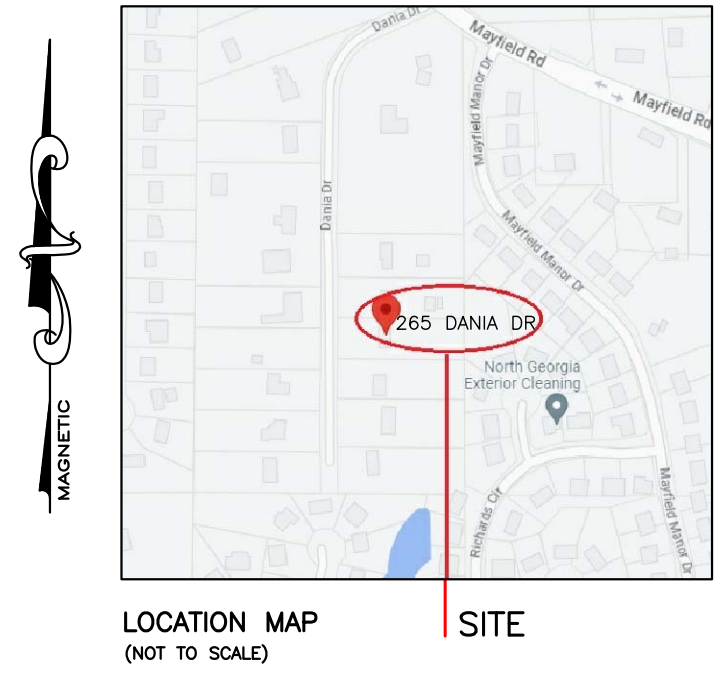 Dania Dr
Mayfield Rd
Mayfield Rd
Mayfield Manor Dr
Dania Dr
Mayfield Manor Dr
265 DANIA DR
North Georgia
Exterior Cleaning
MAGNETIC
Richards Cir
Mayfield Manor Dr
LOCATION MAP
(NOT TO SCALE)
SITE